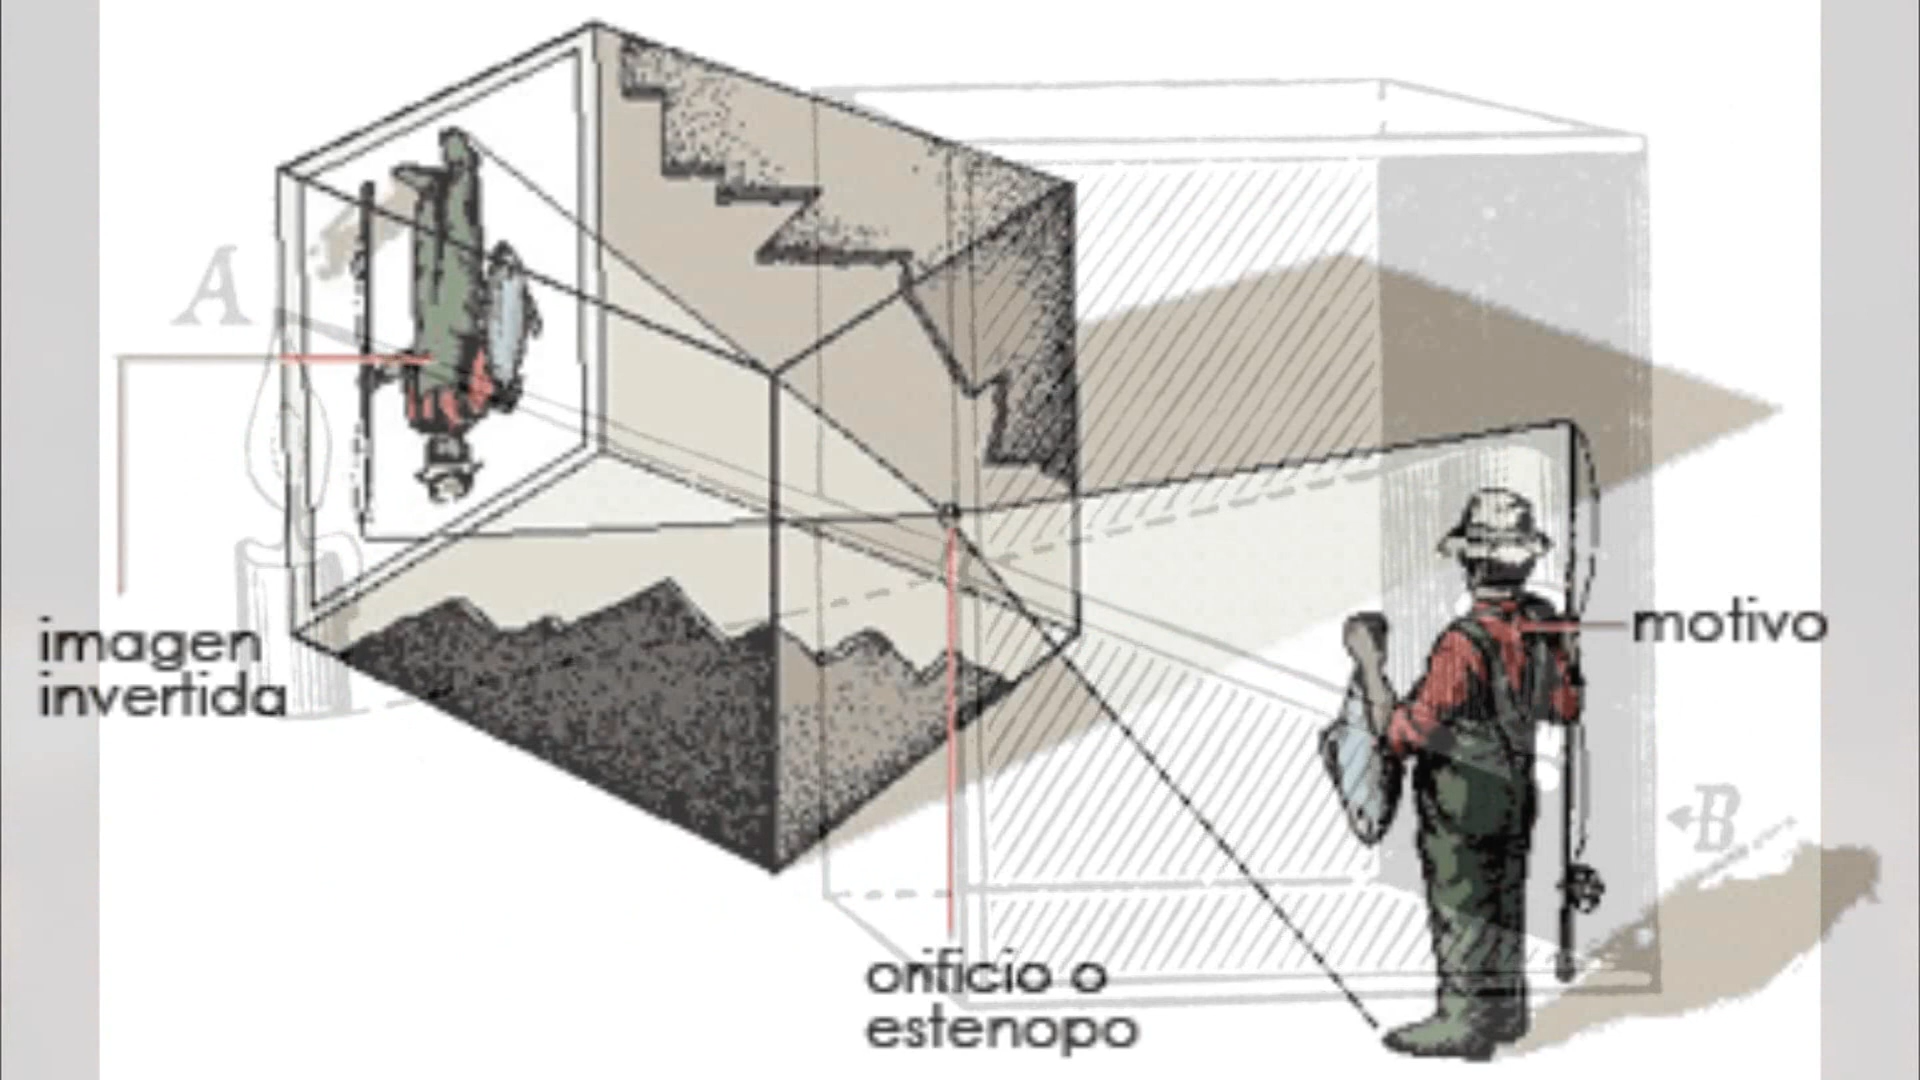 A
imagen
invertida
motivo
B
orificio o
estenopo